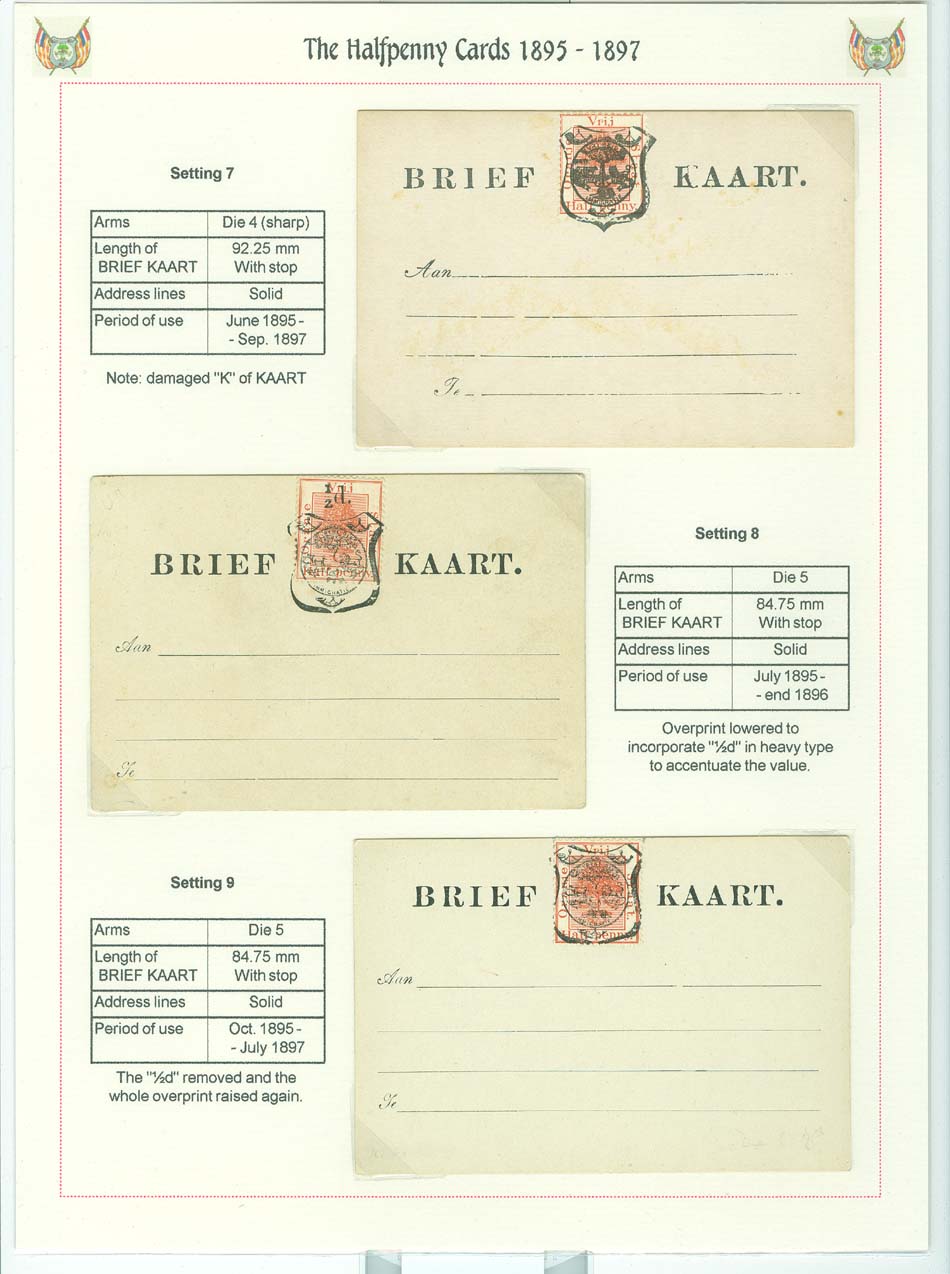 The Halfpenny Cards 1895 - 1897
Setting 7
Arms Die 4 (sharp)
Length of BRIEF KAART 92.25 mm With stop
Address lines Solid
Period of use June 1895- - Sep. 1897
Note: damaged "K" of KAART
Vrij
Halfpenny.
BRIEF KAART.
Aan
Te
½d.
Vrij
BRIEF KAART.
Aan
Te
Setting 8
Arms Die 5
Length of BRIEF KAART 84.75 mm With stop
Address lines Solid
Period of use July 1895- - end 1896
Overprint lowered to
incorporate "½d" in heavy type
to accentuate the value.
Setting 9
Arms Die 5
Length of BRIEF KAART 84.75 mm With stop
Address lines Solid
Period of use Oct. 1895- - July 1897
The "½d" removed and the
whole overprint raised again.
Vrij
Oranje
Staat.
Half penny.
BRIEF KAART.
Aan
Te